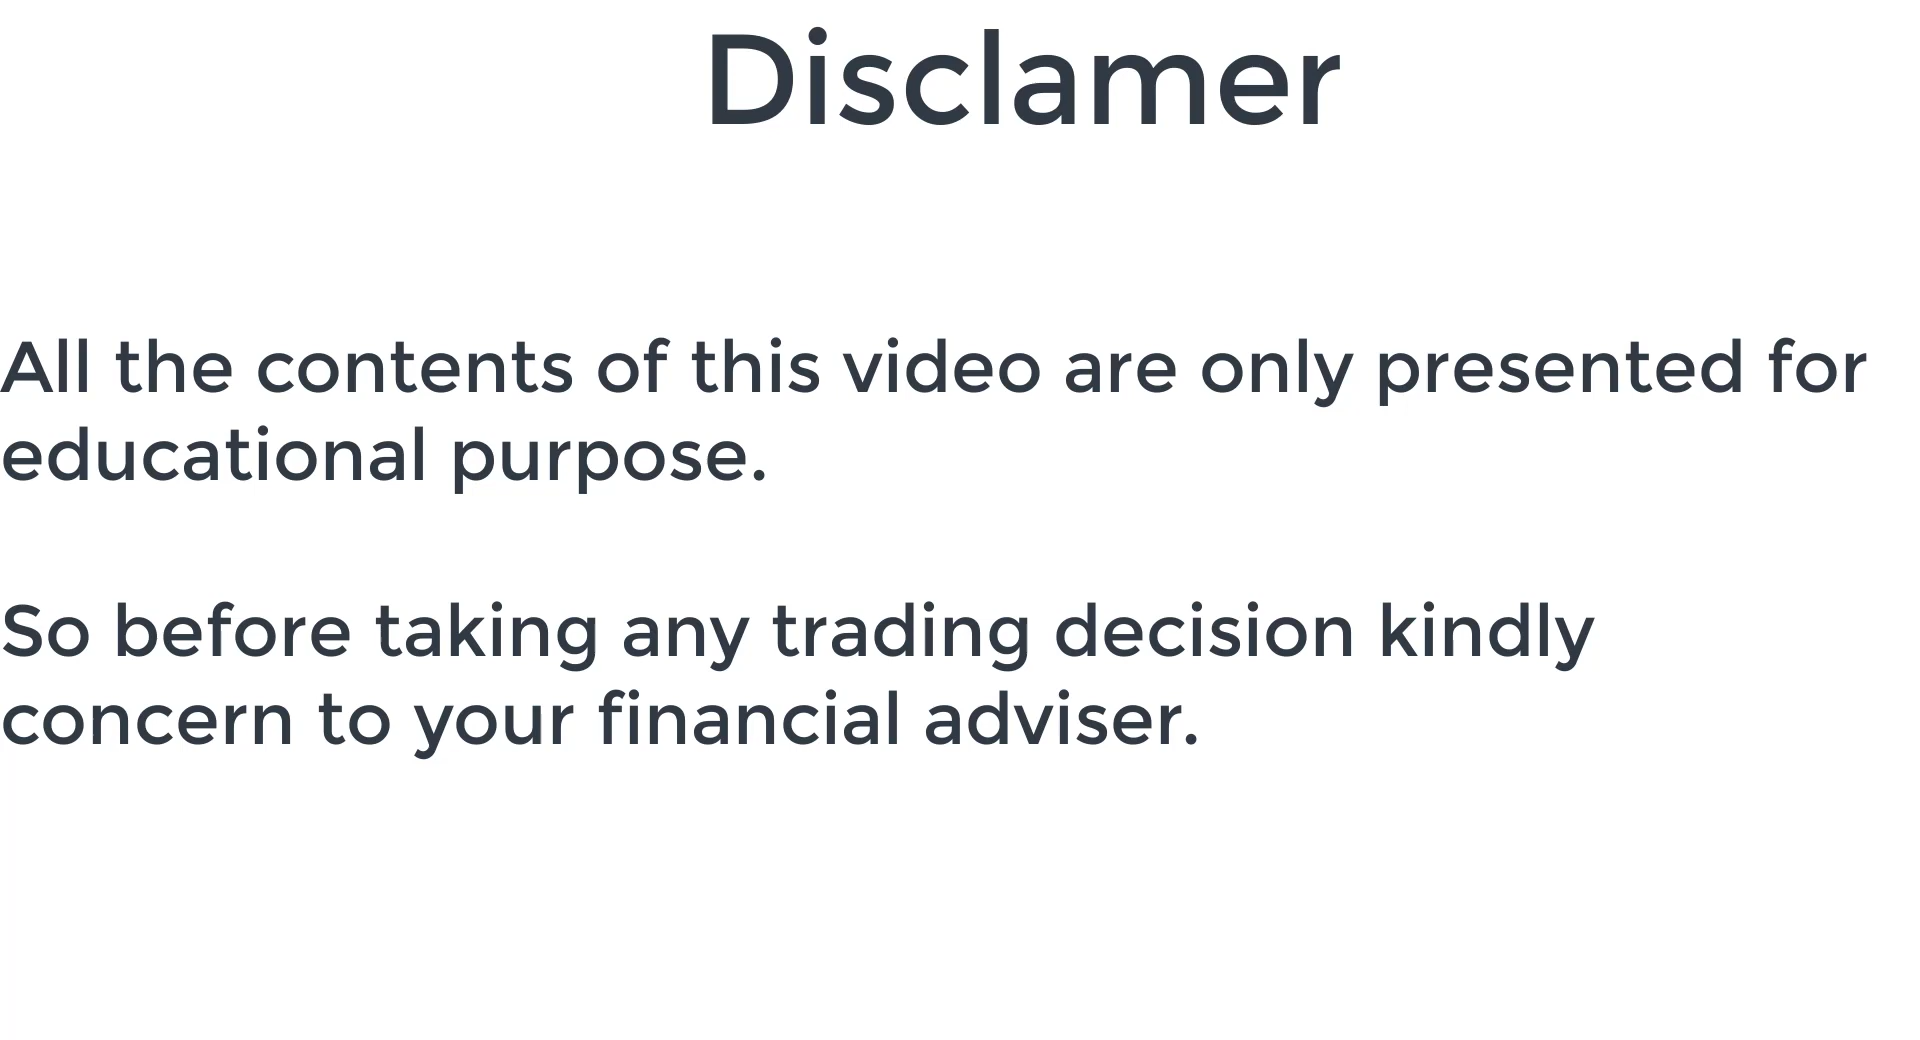 Disclamer
All the contents of this video are only presented for
educational purpose.
So before taking any trading decision kindly
concern to your financial adviser.